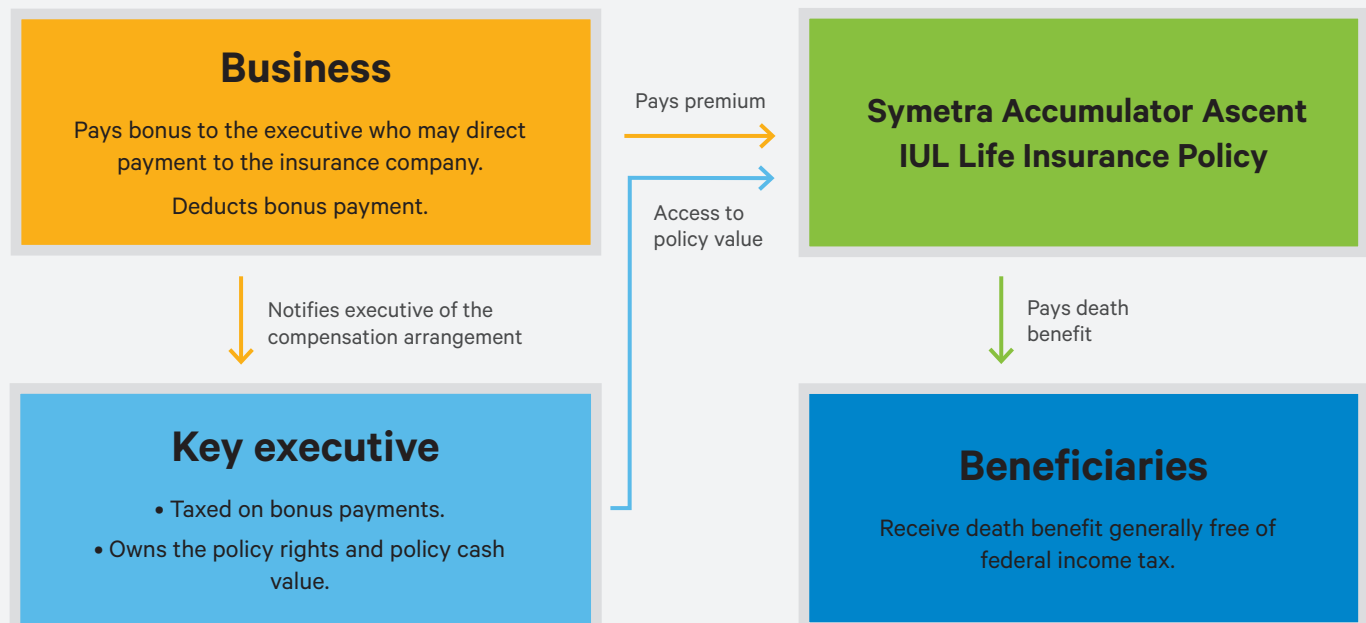 Business
Pays bonus to the executive who may direct
payment to the insurance company.
Deducts bonus payment.
Pays premium
Access to
policy value
Symetra Accumulator Ascent
IUL Life Insurance Policy
Notifies executive of the
compensation arrangement
Pays death
benefit
Key executive
• Taxed on bonus payments.
• Owns the policy rights and policy cash
value.
Beneficiaries
Receive death benefit generally free of
federal income tax.